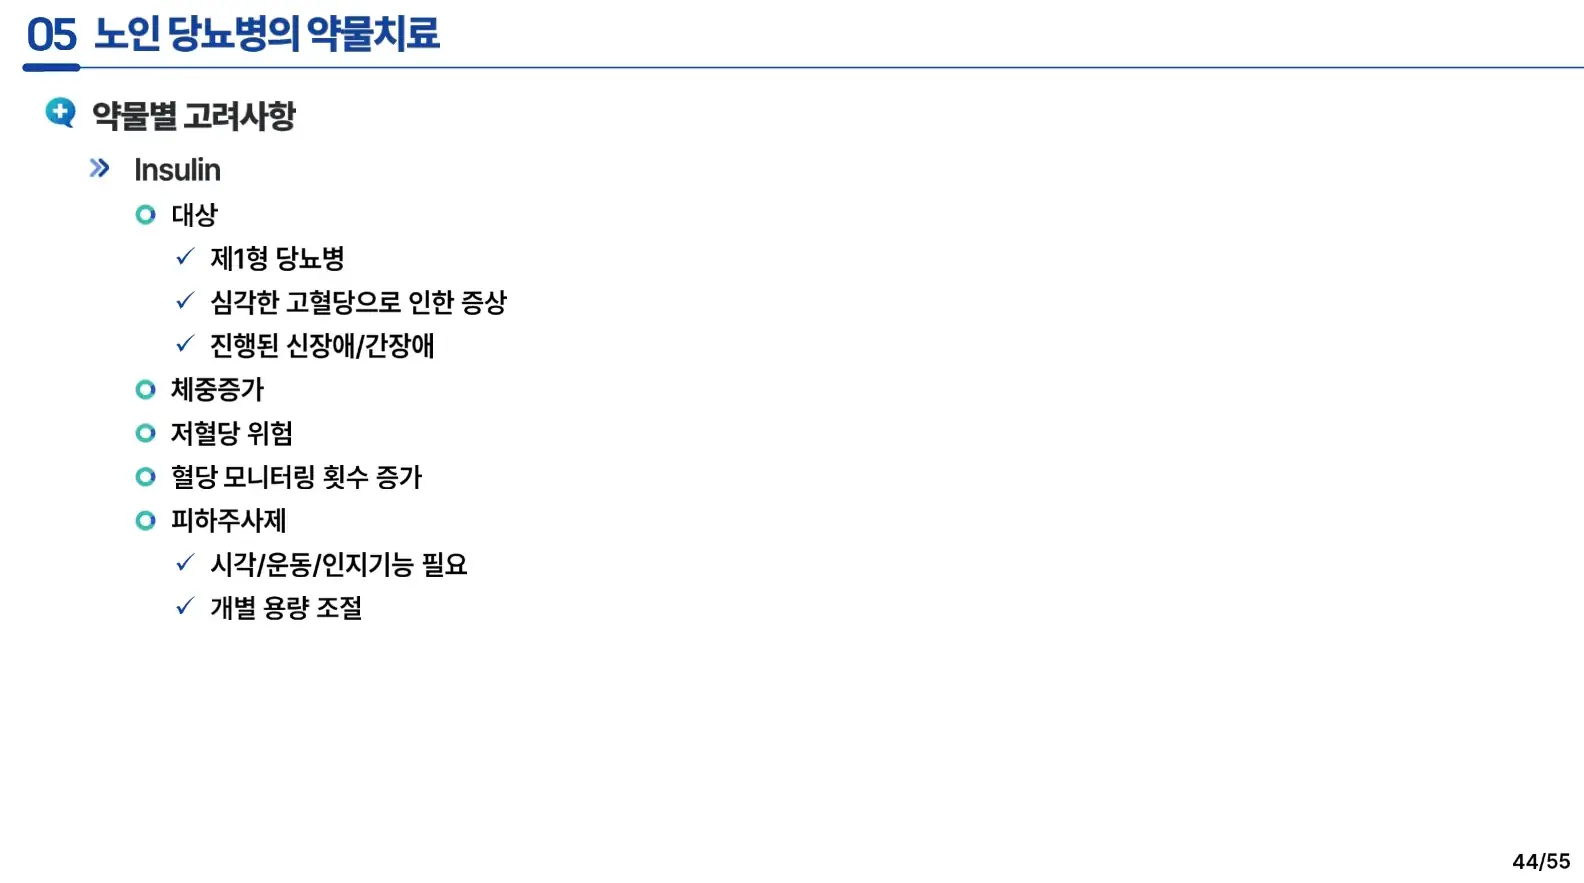 05 노인 당뇨병의 약물치료
약물별 고려사항
Insulin
대상
제1형 당뇨병
심각한 고혈당으로 인한 증상
진행된 신장애/간장애
체중증가
저혈당 위험
혈당 모니터링 횟수 증가
피하주사제
시각/운동/인지기능 필요
개별 용량 조절
44/55